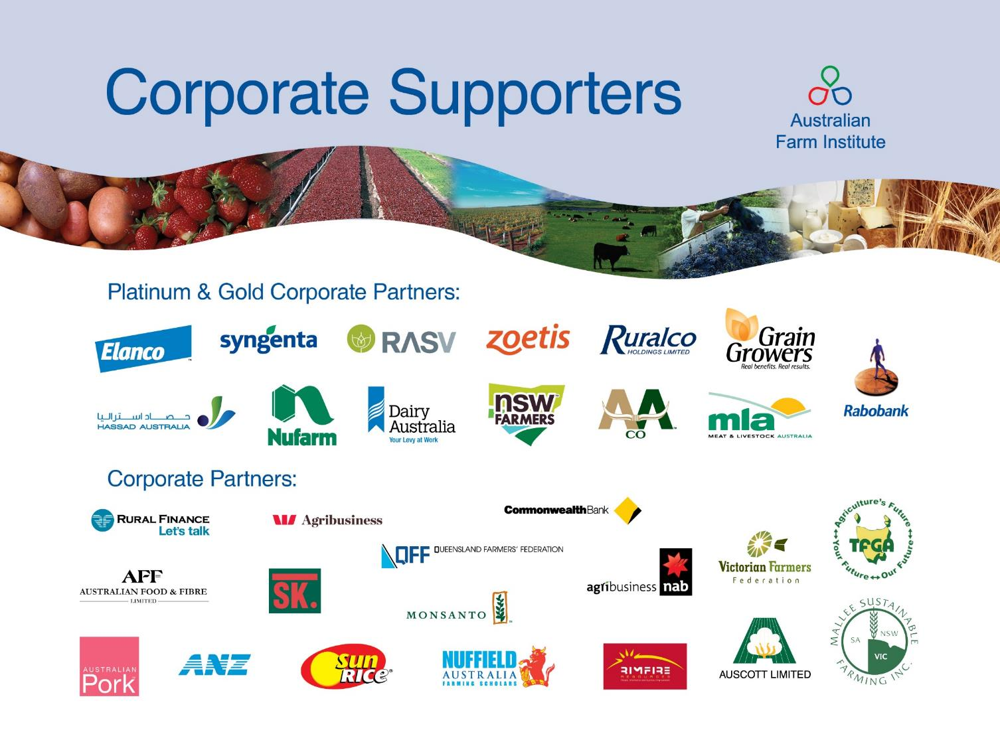 Corporate Supporters
Australian
Farm Institute
Platinum & Gold Corporate Partners:
Elanco
syngenta
RASV
zoetis
Ruralco
HOLDINGS LIMITED
Grain
Growers
Real benefits. Real results.
Rabobank
حصاد استراليا
HASSAD AUSTRALIA
Nufarm
Dairy
Australia
Your Levy at Work
nsw
FARMERS
AA
CO
mla
MEAT & LIVESTOCK AUSTRALIA
Corporate Partners:
RURAL FINANCE
Let's talk
Agribusiness
CommonwealthBank
Agriculture's Future
Our Future
Your Future
TFGA
QFF QUEENSLAND FARMERS' FEDERATION
Victorian Farmers
Federation
AFF
AUSTRALIAN FOOD & FIBRE
LIMITED
SK.
agribusiness nab
MONSANTO
MALLEE SUSTAINABLE
SA NSW
VIC
FARMING INC.
AUSTRALIAN
Pork
ANZ
Sun
RICE
NUFFIELD
AUSTRALIA
FARMING SCHOLARS
RIMFIRE
RESOURCES
AUSCOTT LIMITED